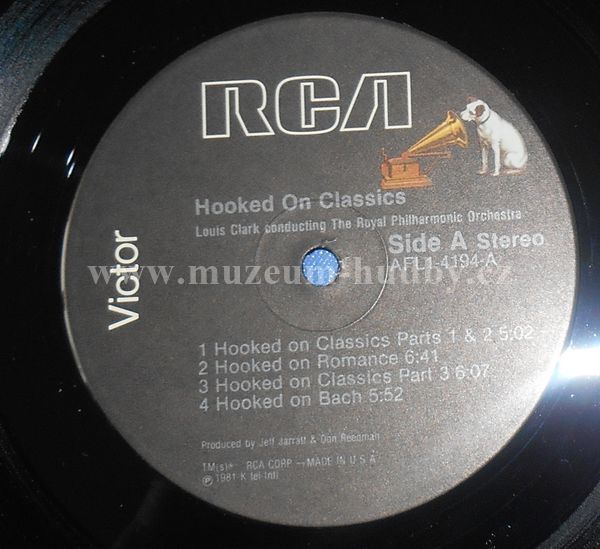 RCA
Victor
Hooked On Classics
Louis Clark conducting The Royal Philharmonic Orchestra
Side A Stereo
AFL1-4194-A
www.muzeum-hudby.cz
1 Hooked on Classics Parts 1 & 2 5:02
2 Hooked on Romance 6:41
3 Hooked on Classics Part 3 6:07
4 Hooked on Bach 5:52
Produced by Jeff Jarratt & Don Reedman
TM(s)® RCA CORP —MADE IN U S A
℗ 1981 K tel Intl